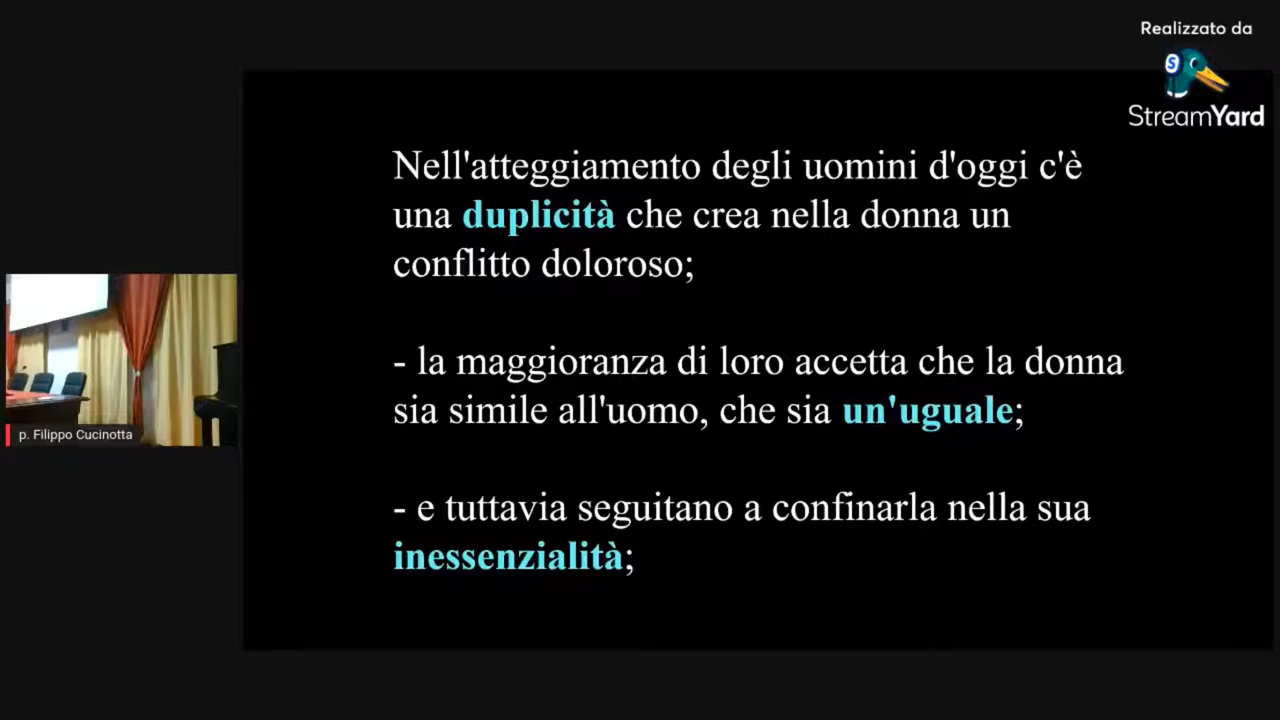 Realizzato da
S
StreamYard
Nell'atteggiamento degli uomini d'oggi c'è
una duplicità che crea nella donna un
conflitto doloroso;
- la maggioranza di loro accetta che la donna
sia simile all'uomo, che sia un'uguale;
- e tuttavia seguitano a confinarla nella sua
inessenzialità;
p. Filippo Cucinotta